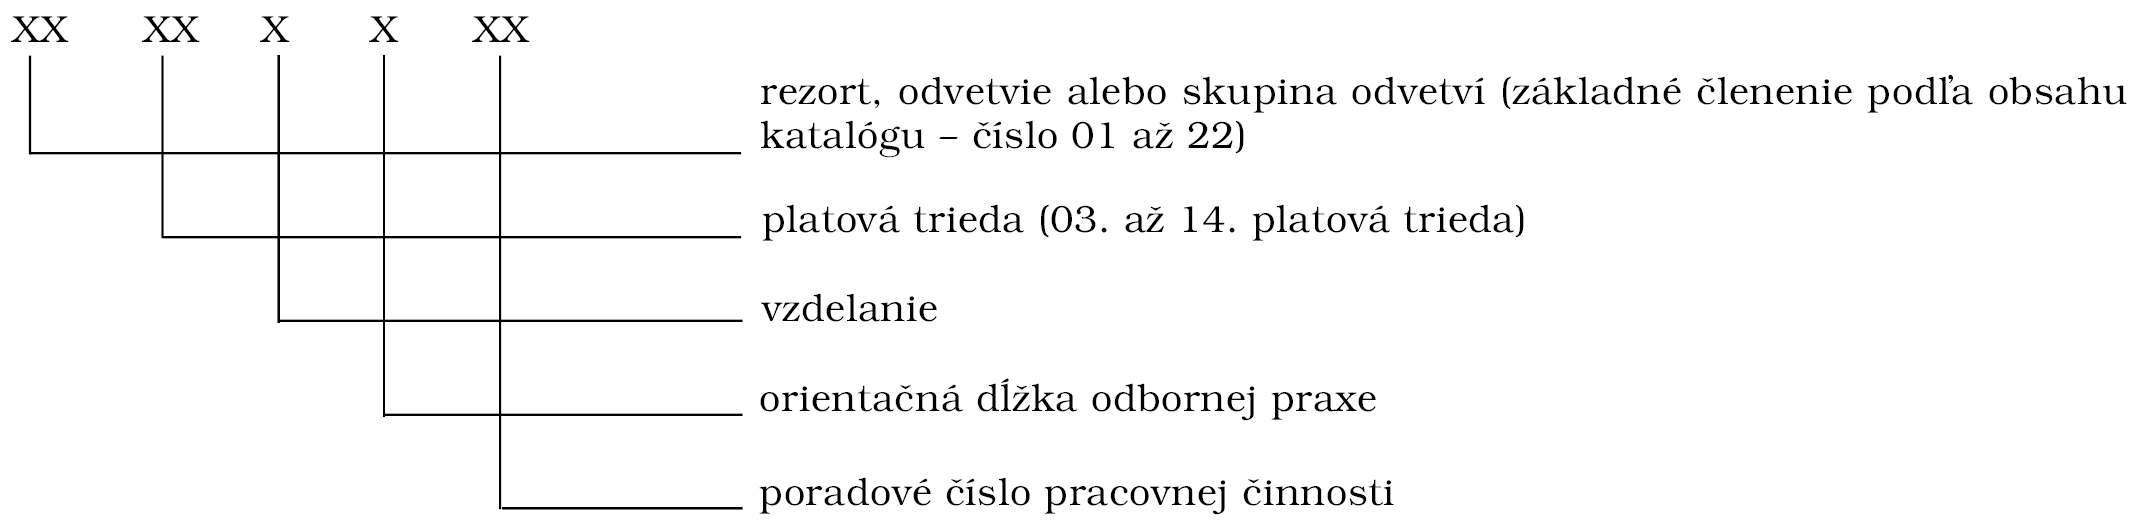 XX XX X X XX
rezort, odvetvie alebo skupina odvetví (základné členenie podľa obsahu
katalógu – číslo 01 až 22)
platová trieda (03. až 14. platová trieda)
vzdelanie
orientačná dĺžka odbornej praxe
poradové číslo pracovnej činnosti